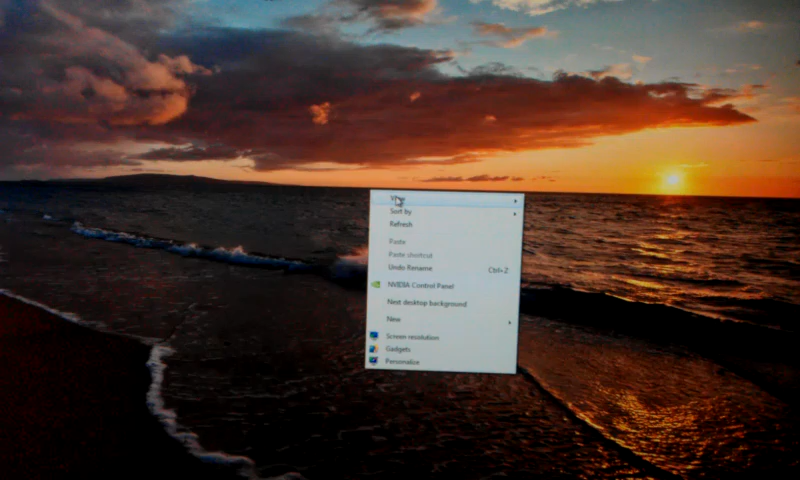 View
Sort by
Refresh
Paste
Paste shortcut
Undo Rename Ctrl+Z
NVIDIA Control Panel
Next desktop background
New
Screen resolution
Gadgets
Personalize